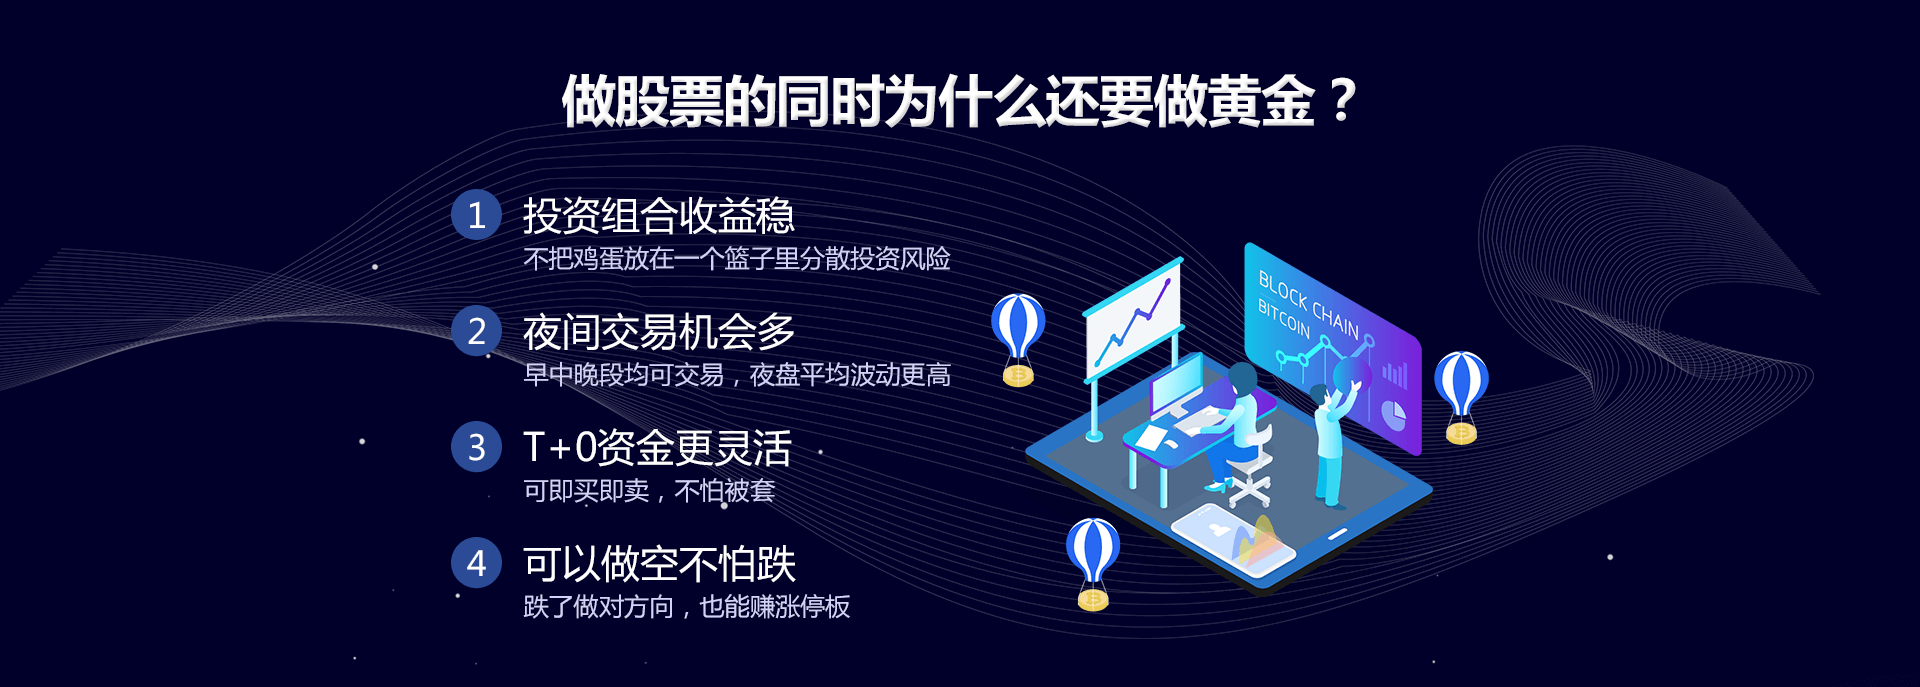 做股票的同时为什么还要做黄金？
1 投资组合收益稳
不把鸡蛋放在一个篮子里分散投资风险
2 夜间交易机会多
早中晚段均可交易，夜盘平均波动更高
3 T+0资金更灵活
可即买即卖，不怕被套
4 可以做空不怕跌
跌了做对方向，也能赚涨停板
BLOCK CHAIN
BITCOIN